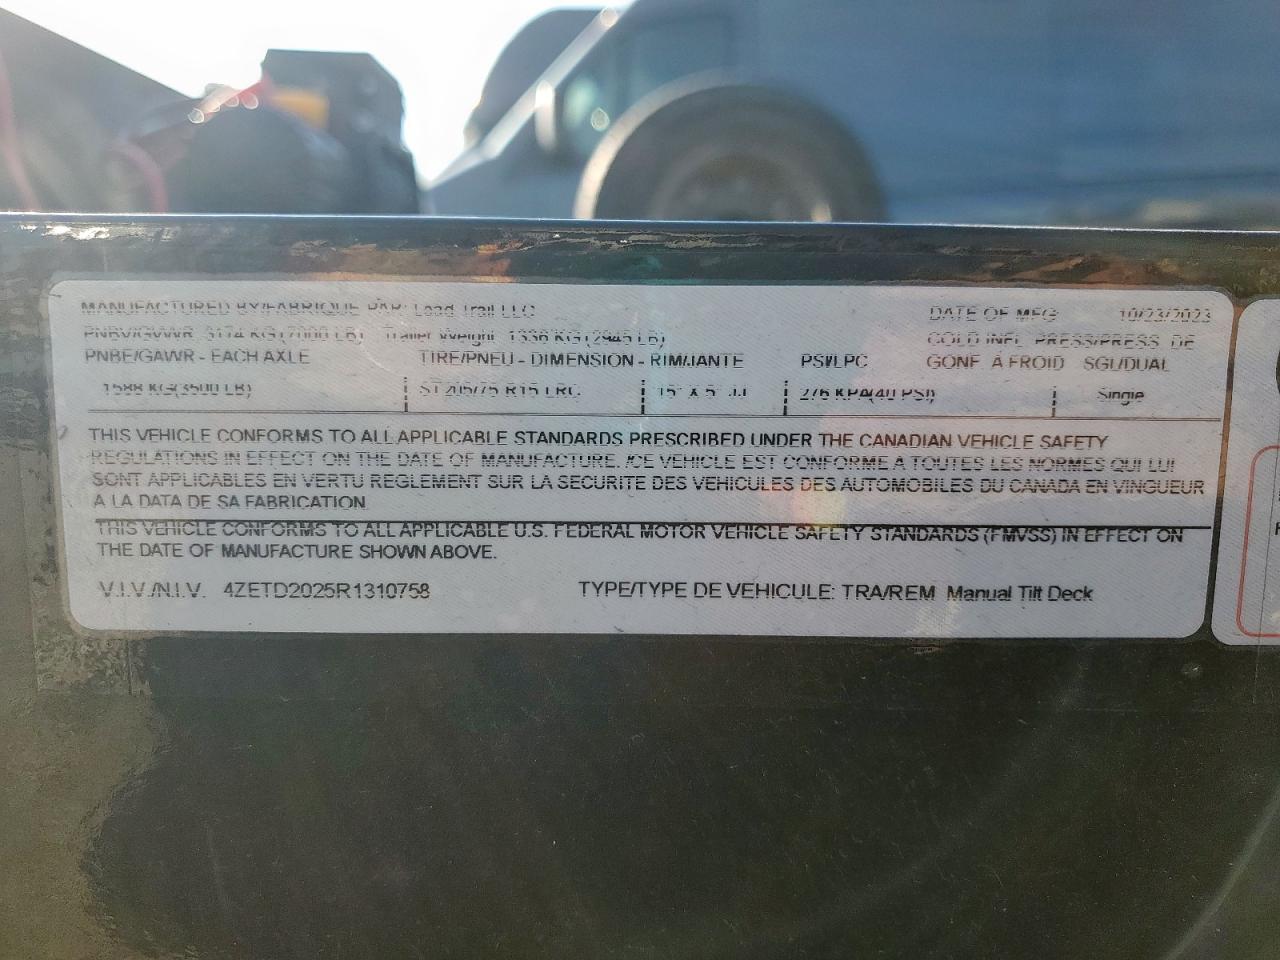 MANUFACTURED BY/FABRIQUE PAR: Load Trail LLC DATE OF MFG: 10/23/2023
PNBV/GVWR 3174 KG (7000 LB) Trailer Weight 1336 KG (2945 LB) COLD INFL. PRESS/PRESS. DE
PNBE/GAWR - EACH AXLE TIRE/PNEU - DIMENSION - RIM/JANTE PSI/LPC GONF. À FROID SGL/DUAL
1588 KG(3500 LB) ST 205/75 R15 LRC 15" X 5" JJ 276 KPA(40 PSI) Single
THIS VEHICLE CONFORMS TO ALL APPLICABLE STANDARDS PRESCRIBED UNDER THE CANADIAN VEHICLE SAFETY
REGULATIONS IN EFFECT ON THE DATE OF MANUFACTURE. /CE VEHICLE EST CONFORME A TOUTES LES NORMES QUI LUI
SONT APPLICABLES EN VERTU REGLEMENT SUR LA SECURITE DES VEHICULES DES AUTOMOBILES DU CANADA EN VINGUEUR
A LA DATA DE SA FABRICATION.
THIS VEHICLE CONFORMS TO ALL APPLICABLE U.S. FEDERAL MOTOR VEHICLE SAFETY STANDARDS (FMVSS) IN EFFECT ON
THE DATE OF MANUFACTURE SHOWN ABOVE.
V.I.V./N.I.V. 4ZETD2025R1310758 TYPE/TYPE DE VEHICULE: TRA/REM Manual Tilt Deck